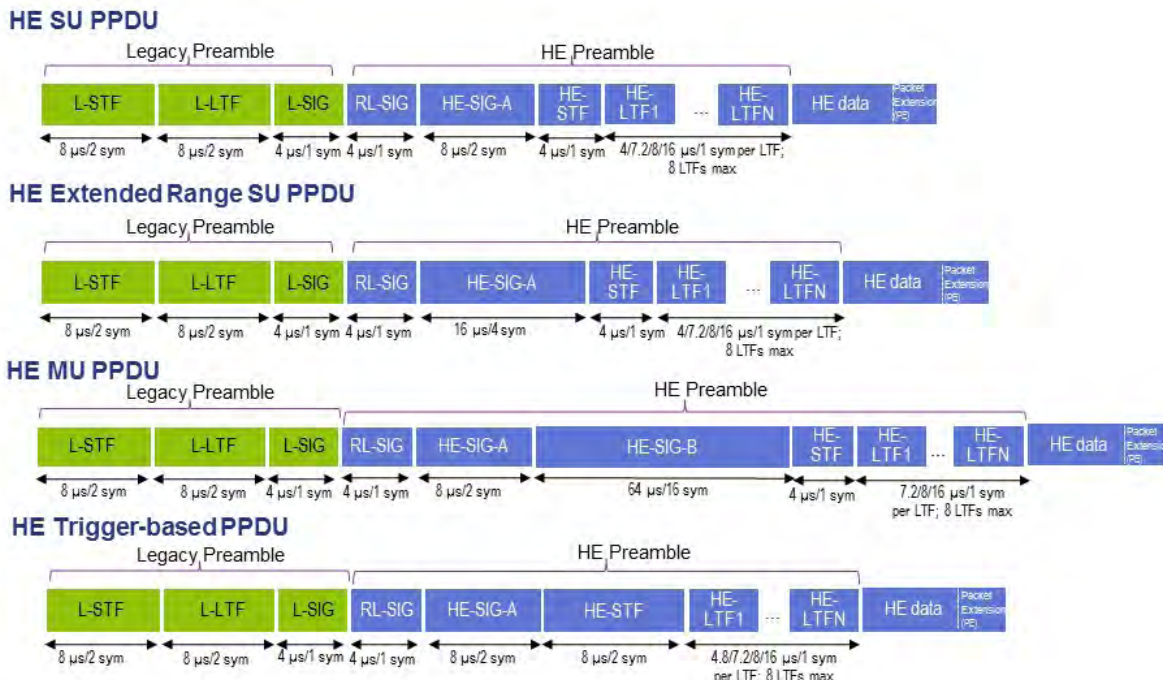 HE SU PPDU
Legacy Preamble HE Preamble
L-STF L-LTF L-SIG RL-SIG HE-SIG-A HE-STF HE-LTF1 ... HE-LTFN HE data Packet Extension (PE)
8 µs/2 sym 8 µs/2 sym 4 µs/1 sym 4 µs/1 sym 8 µs/2 sym 4 µs/1 sym 4/7.2/8/16 µs/1 sym per LTF;
8 LTFs max
HE Extended Range SU PPDU
Legacy Preamble HE Preamble
L-STF L-LTF L-SIG RL-SIG HE-SIG-A HE-STF HE-LTF1 ... HE-LTFN HE data Packet Extension (PE)
8 µs/2 sym 8 µs/2 sym 4 µs/1 sym 4 µs/1 sym 16 µs/4 sym 4 µs/1 sym 4/7.2/8/16 µs/1 sym per LTF;
8 LTFs max
HE MU PPDU
Legacy Preamble HE Preamble
L-STF L-LTF L-SIG RL-SIG HE-SIG-A HE-SIG-B HE-STF HE-LTF1 ... HE-LTFN HE data Packet Extension (PE)
8 µs/2 sym 8 µs/2 sym 4 µs/1 sym 4 µs/1 sym 8 µs/2 sym 64 µs/16 sym 4 µs/1 sym 7.2/8/16 µs/1 sym
per LTF; 8 LTFs max
HE Trigger-based PPDU
Legacy Preamble HE Preamble
L-STF L-LTF L-SIG RL-SIG HE-SIG-A HE-STF HE-LTF1 ... HE-LTFN HE data Packet Extension (PE)
8 µs/2 sym 8 µs/2 sym 4 µs/1 sym 4 µs/1 sym 8 µs/2 sym 8 µs/2 sym 4.8/7.2/8/16 µs/1 sym
per LTF; 8 LTFs max